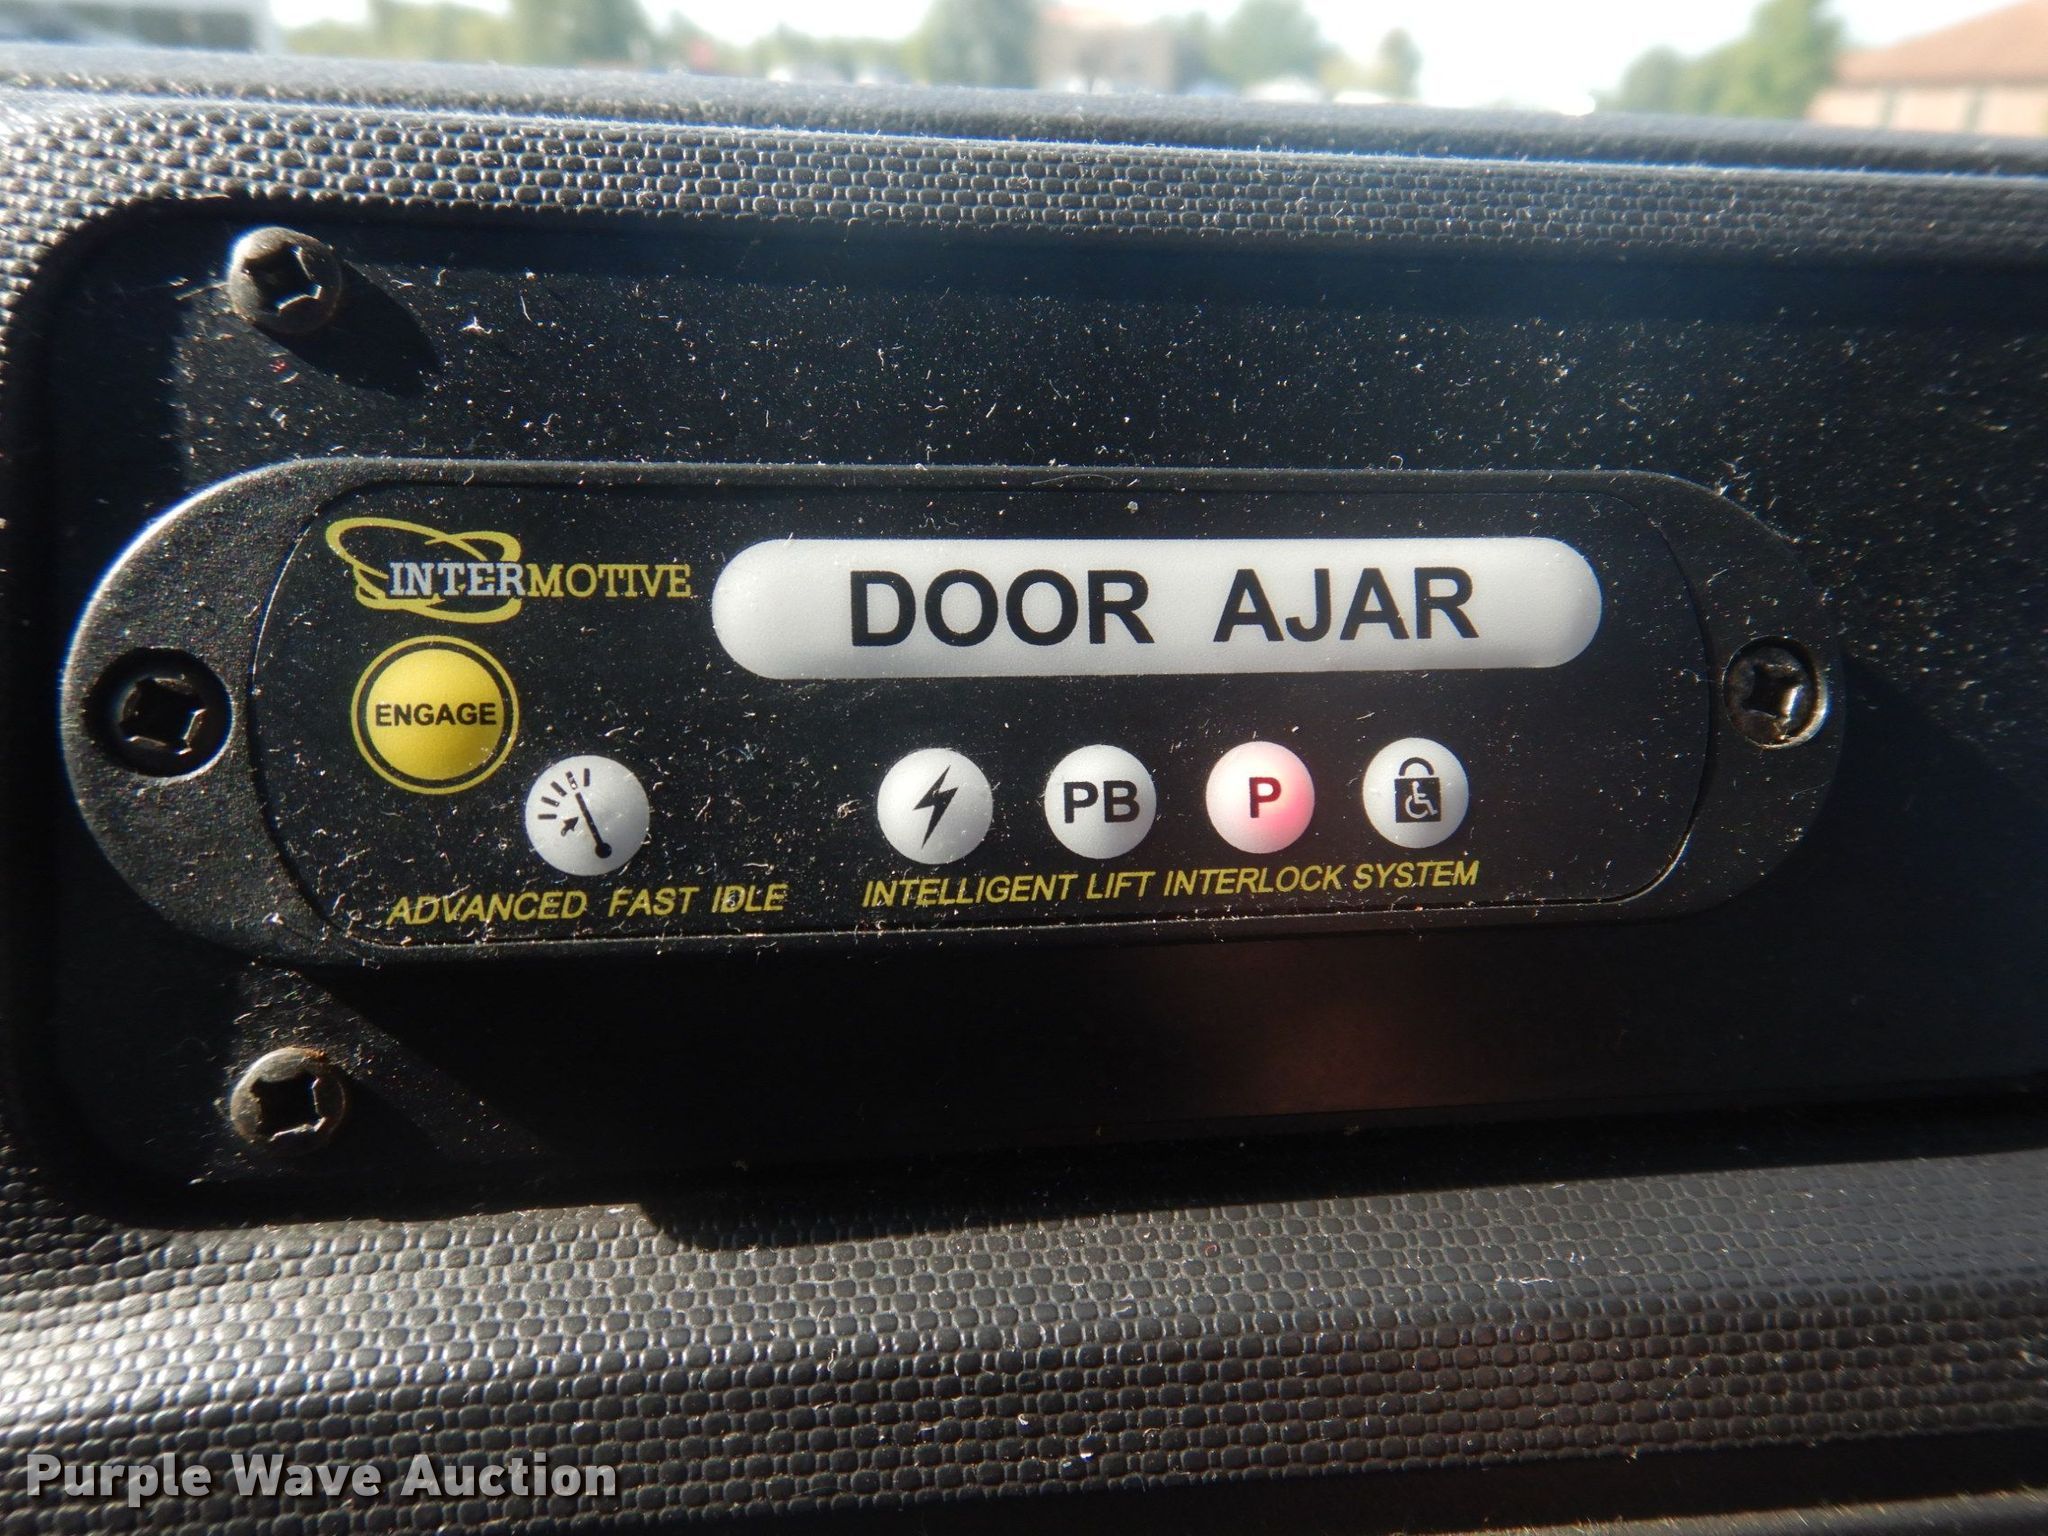 INTERMOTIVE
DOOR AJAR
ENGAGE
PB
P
ADVANCED FAST IDLE
INTELLIGENT LIFT INTERLOCK SYSTEM
Purple Wave Auction